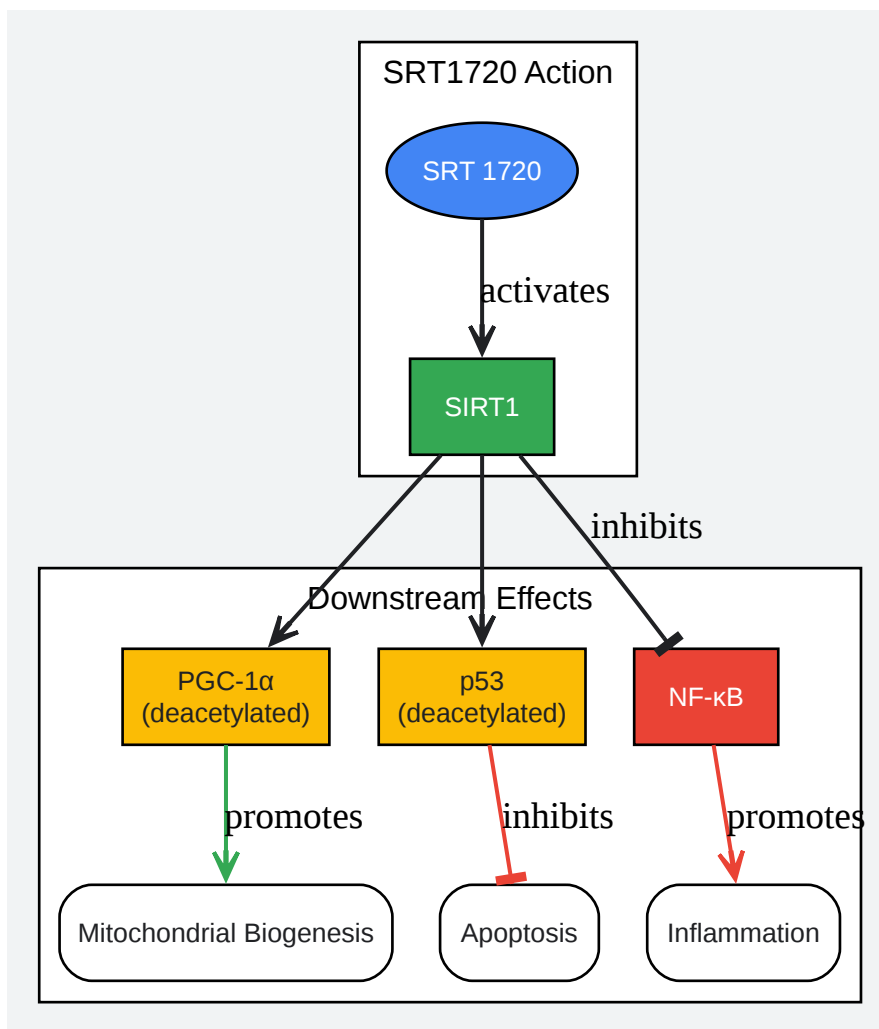 SRT1720 Action
SRT 1720
activates
SIRT1
inhibits
Downstream Effects
PGC-1α
(deacetylated)
p53
(deacetylated)
NF-κB
promotes
inhibits
promotes
Mitochondrial Biogenesis
Apoptosis
Inflammation